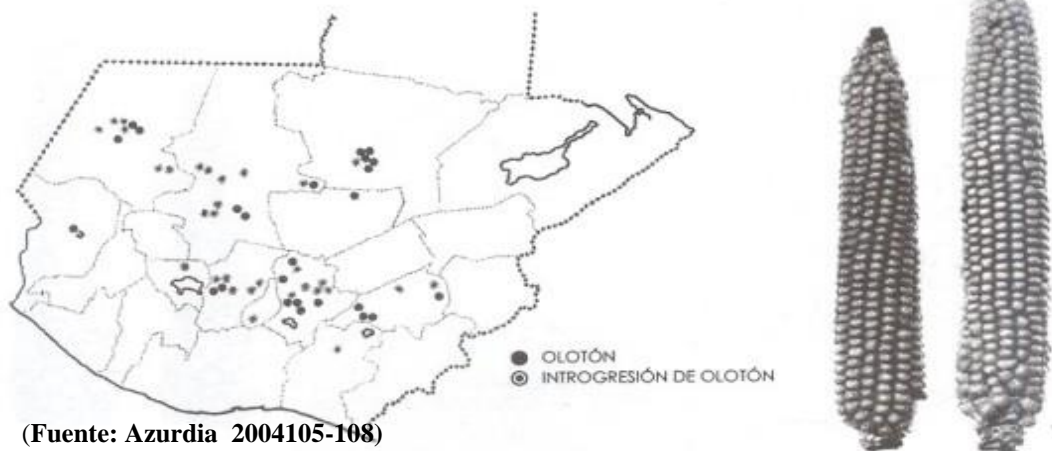 OLOTÓN
INTROGRESIÓN DE OLOTÓN
(Fuente: Azurdia 2004105-108)